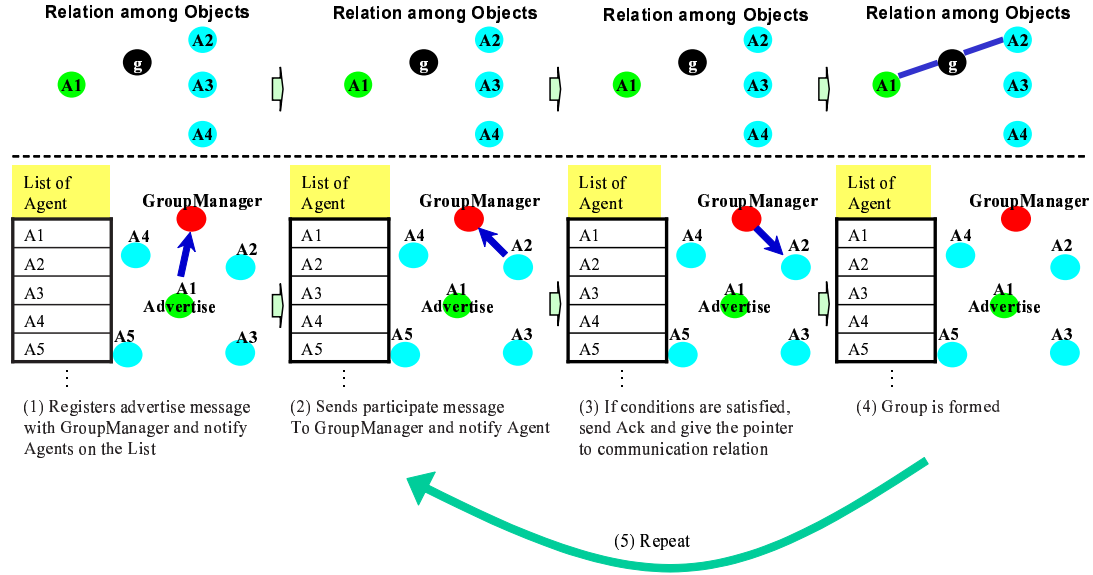 Relation among Objects
A2
g
A1
A3
A4
Relation among Objects
A2
g
A1
A3
A4
Relation among Objects
A2
g
A1
A3
A4
Relation among Objects
A2
g
A1
A3
A4
List of
Agent
A1
A2
A3
A4
A5
⋮
GroupManager
A4
A2
A1
Advertise
A5
A3
(1) Registers advertise message
with GroupManager and notify
Agents on the List
List of
Agent
A1
A2
A3
A4
A5
⋮
GroupManager
A4
A2
A1
Advertise
A5
A3
(2) Sends participate message
To GroupManager and notify Agent
List of
Agent
A1
A2
A3
A4
A5
⋮
GroupManager
A4
A2
A1
Advertise
A5
A3
(3) If conditions are satisfied,
send Ack and give the pointer
to communication relation
List of
Agent
A1
A2
A3
A4
A5
⋮
GroupManager
A4
A2
A1
Advertise
A5
A3
(4) Group is formed
(5) Repeat